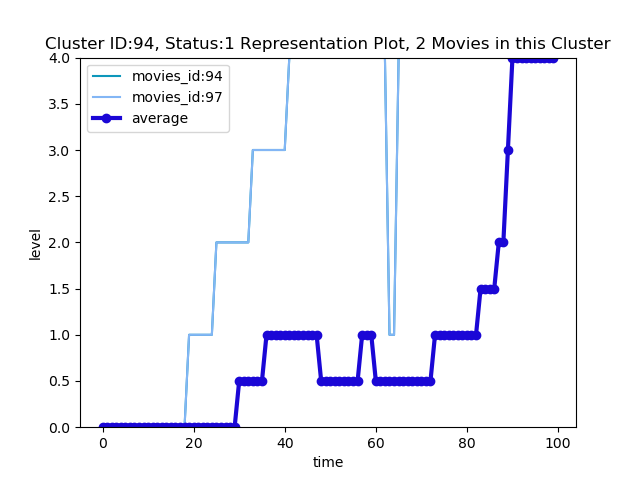 Cluster ID:94, Status:1 Representation Plot, 2 Movies in this Cluster
4.0
3.5
3.0
2.5
2.0
1.5
1.0
0.5
0.0
level
movies_id:94
movies_id:97
average
0 20 40 60 80 100
time